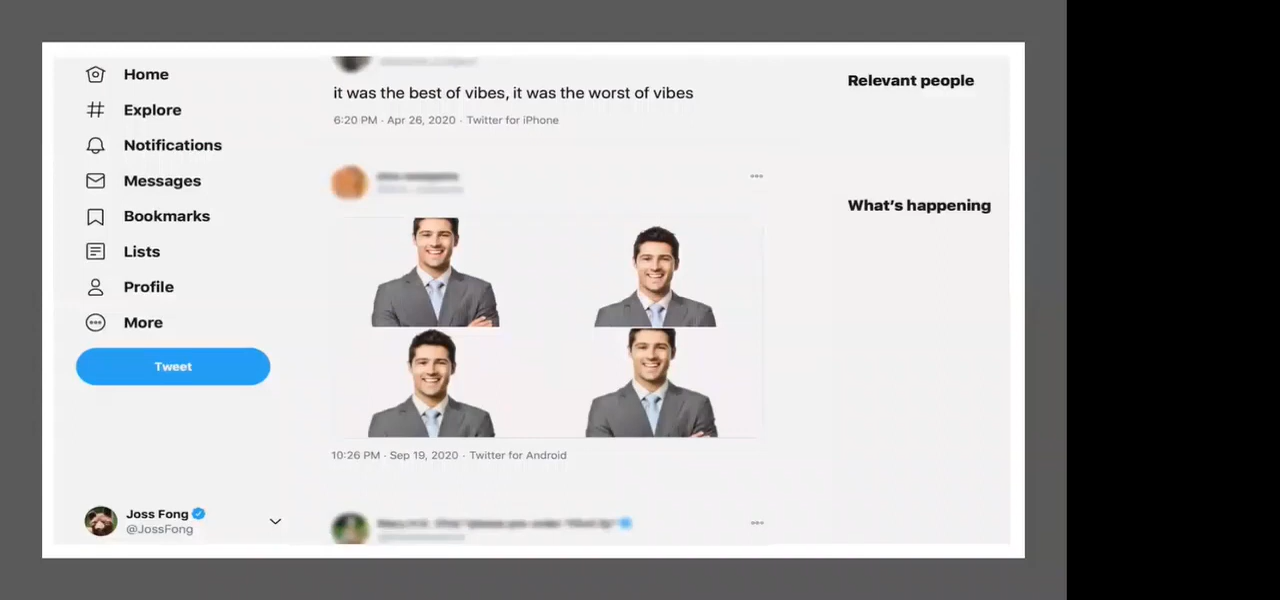 Home
Explore
Notifications
Messages
Bookmarks
Lists
Profile
More
Tweet
Joss Fong
@JossFong
it was the best of vibes, it was the worst of vibes
6:20 PM · Apr 26, 2020 · Twitter for iPhone
10:26 PM · Sep 19, 2020 · Twitter for Android
Relevant people
What's happening